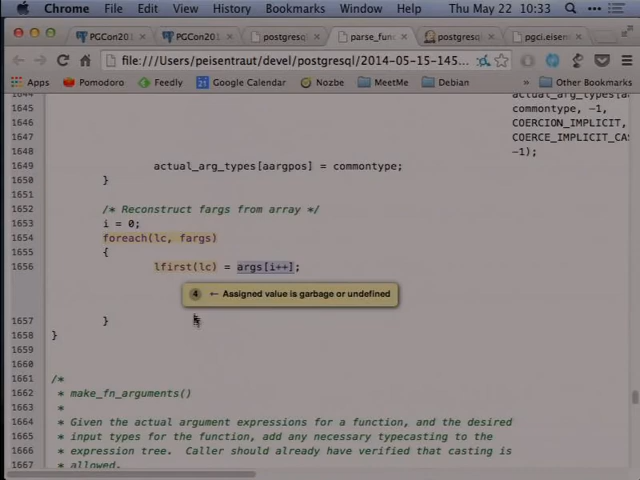 Chrome File Edit View History Bookmarks Window Help Thu May 22 10:33
PGCon201 PGCon201 postgresql parse_func postgresql pgci.eisen
file:///Users/peisentraut/devel/postgresql/2014-05-15-145
Apps Pomodoro Feedly Google Calendar Nozbe MeetMe Debian » Other Bookmarks
1644
actual_arg_types[a
1645 commontype, -1,
1646 COERCION_IMPLICIT,
1647 COERCE_IMPLICIT_CAS
1648 -1);
1649 actual_arg_types[aargpos] = commontype;
1650 }
1651
1652 /* Reconstruct fargs from array */
1653 i = 0;
1654 foreach(lc, fargs)
1655 {
1656 lfirst(lc) = args[i++];
4 ← Assigned value is garbage or undefined
1657 }
1658 }
1659
1660
1661 /*
1662 * make_fn_arguments()
1663 *
1664 * Given the actual argument expressions for a function, and the desired
1665 * input types for the function, add any necessary typecasting to the
1666 * expression tree. Caller should already have verified that casting is
1667 * allowed.